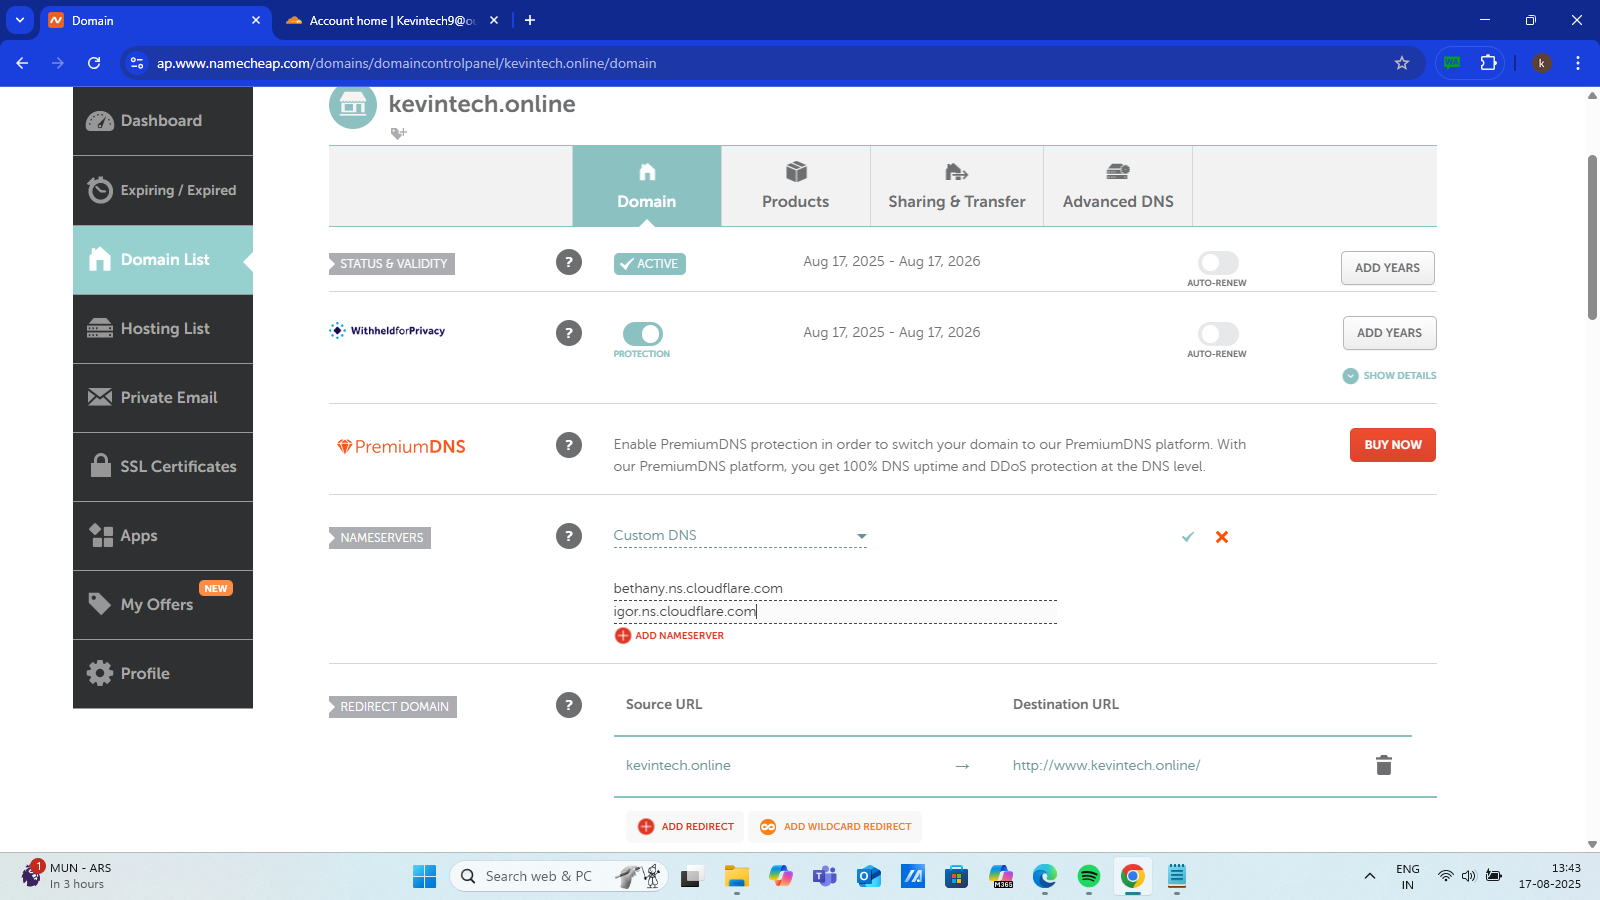 Domain
Account home | Kevintech9@ou
ap.www.namecheap.com/domains/domaincontrolpanel/kevintech.online/domain
WA
k
kevintech.online
Dashboard
Expiring / Expired
Domain List
Hosting List
Private Email
SSL Certificates
Apps
NEW
My Offers
Profile
Domain
Products
Sharing & Transfer
Advanced DNS
STATUS & VALIDITY
?
ACTIVE
Aug 17, 2025 - Aug 17, 2026
AUTO-RENEW
ADD YEARS
WithheldforPrivacy
?
PROTECTION
Aug 17, 2025 - Aug 17, 2026
AUTO-RENEW
ADD YEARS
SHOW DETAILS
PremiumDNS
?
Enable PremiumDNS protection in order to switch your domain to our PremiumDNS platform. With
our PremiumDNS platform, you get 100% DNS uptime and DDoS protection at the DNS level.
BUY NOW
NAMESERVERS
?
Custom DNS
bethany.ns.cloudflare.com
igor.ns.cloudflare.com
ADD NAMESERVER
REDIRECT DOMAIN
?
Source URL
Destination URL
kevintech.online
→
http://www.kevintech.online/
ADD REDIRECT
ADD WILDCARD REDIRECT
1
MUN - ARS
In 3 hours
Search web & PC
M365
ENG
IN
13:43
17-08-2025